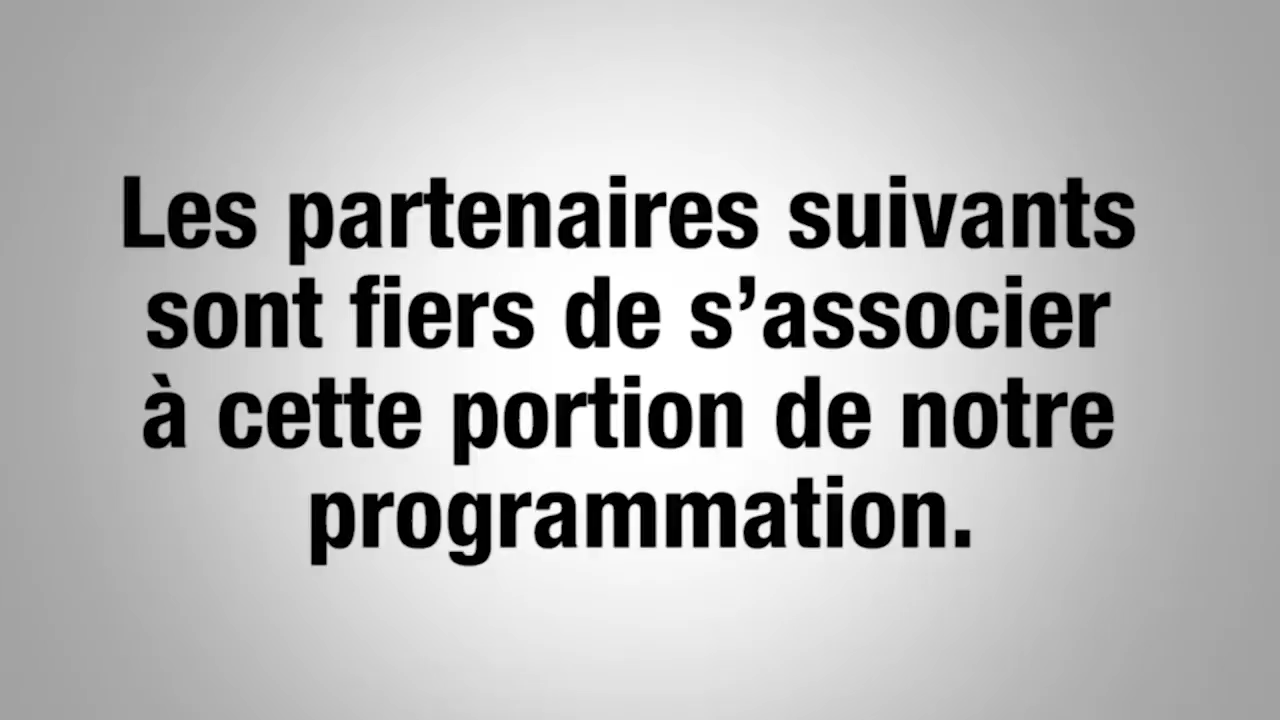 Les partenaires suivants
sont fiers de s’associer
à cette portion de notre
programmation.